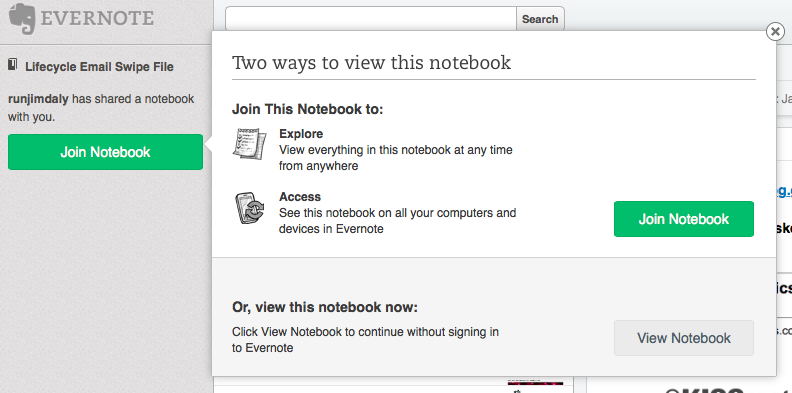 EVERNOTE
Search
Lifecycle Email Swipe File
runjimdaly has shared a notebook
with you.
Join Notebook
Two ways to view this notebook
Join This Notebook to:
Explore
View everything in this notebook at any time
from anywhere
Access
See this notebook on all your computers and
devices in Evernote
Join Notebook
Or, view this notebook now:
Click View Notebook to continue without signing in
to Evernote
View Notebook